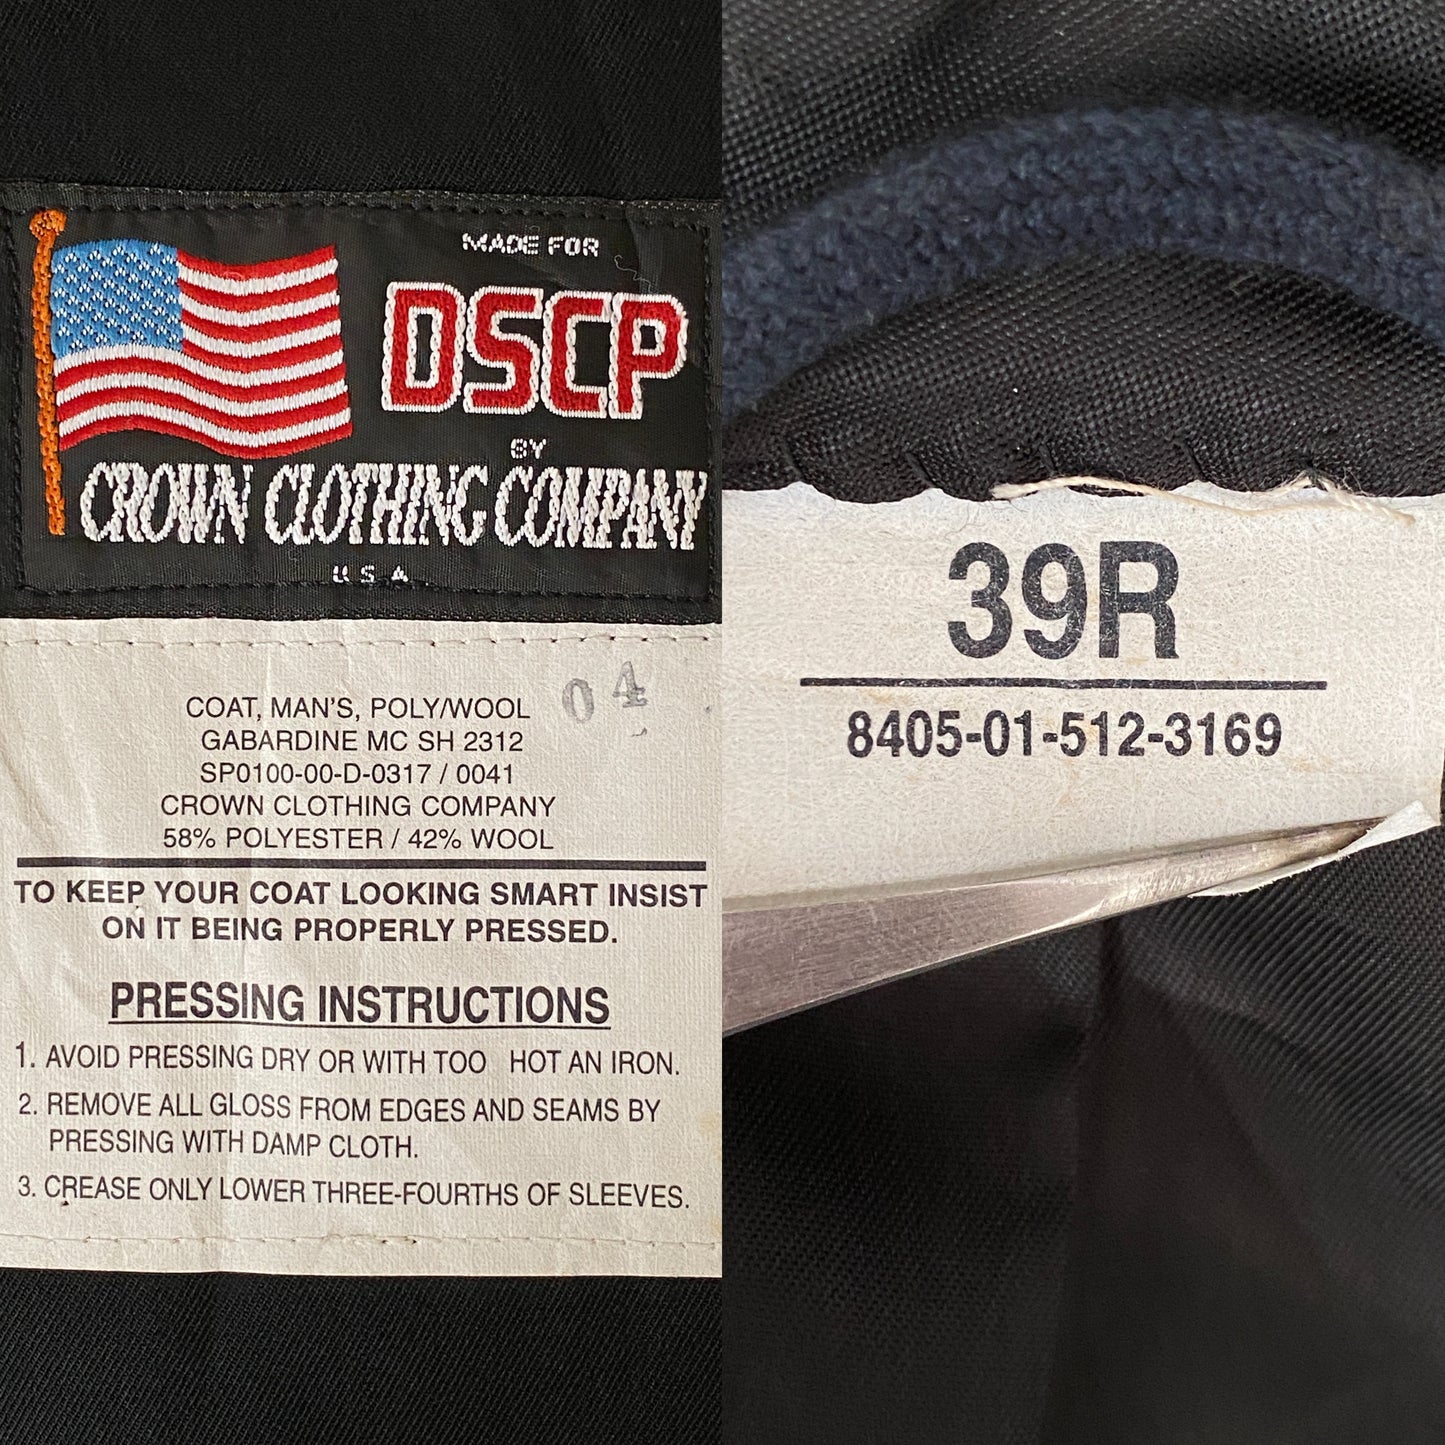 MADE FOR
DSCP
BY
CROWN CLOTHING COMPANY
U.S.A
04
COAT, MAN'S, POLY/WOOL
GABARDINE MC SH 2312
SP0100-00-D-0317 / 0041
CROWN CLOTHING COMPANY
58% POLYESTER / 42% WOOL
TO KEEP YOUR COAT LOOKING SMART INSIST
ON IT BEING PROPERLY PRESSED.
PRESSING INSTRUCTIONS
1. AVOID PRESSING DRY OR WITH TOO HOT AN IRON.
2. REMOVE ALL GLOSS FROM EDGES AND SEAMS BY
PRESSING WITH DAMP CLOTH.
3. CREASE ONLY LOWER THREE-FOURTHS OF SLEEVES.
39R
8405-01-512-3169